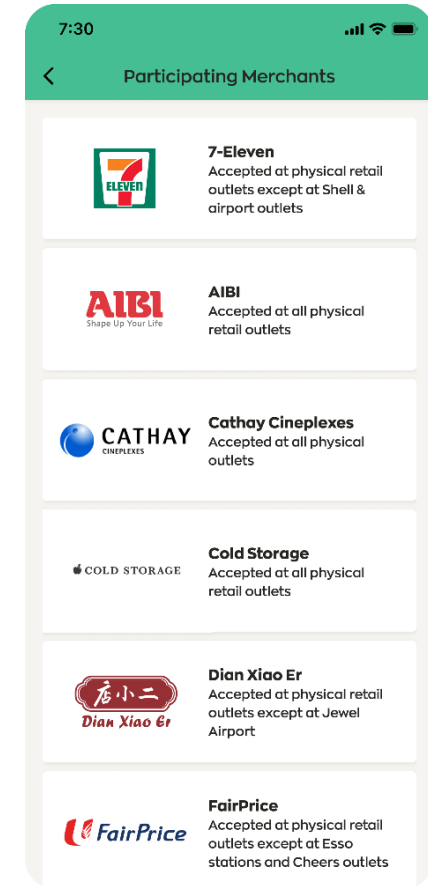 7:30
Participating Merchants
7
ELEVEN
7-Eleven
Accepted at physical retail
outlets except at Shell &
airport outlets
AIBI
Shape Up Your Life
AIBI
Accepted at all physical
retail outlets
CATHAY
CINEPLEXES
Cathay Cineplexes
Accepted at all physical
outlets
COLD STORAGE
Cold Storage
Accepted at all physical
retail outlets
店小二
Dian Xiao Er
Dian Xiao Er
Accepted at physical retail
outlets except at Jewel
Airport
FairPrice
FairPrice
Accepted at physical retail
outlets except at Esso
stations and Cheers outlets